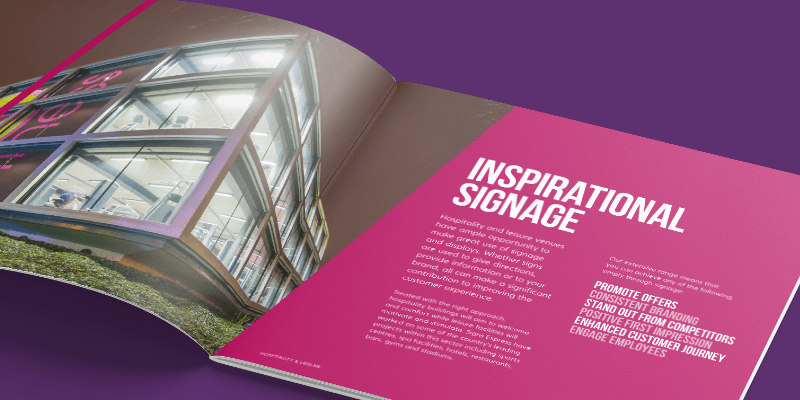 INSPIRATIONAL
SIGNAGE
Hospitality and leisure venues
have ample opportunity to
make great use of signage
and displays. Whether signs
are used to give directions,
provide information or to your
brand, all can make a significant
contribution to improving the
customer experience.
Treated with the right approach,
hospitality buildings will aim to welcome
and comfort while leisure facilities will
motivate and stimulate. Signs Express have
worked on some of the country's leading
projects within this sector including sports
centres, spa facilities, hotels, restaurants,
bars, gyms and stadiums.
Our extensive range means that
you can achieve any of the following,
simply through signage:
PROMOTE OFFERS
CONSISTENT BRANDING
STAND OUT FROM COMPETITORS
POSITIVE FIRST IMPRESSION
ENHANCED CUSTOMER JOURNEY
ENGAGE EMPLOYEES
HOSPITALITY & LEISURE